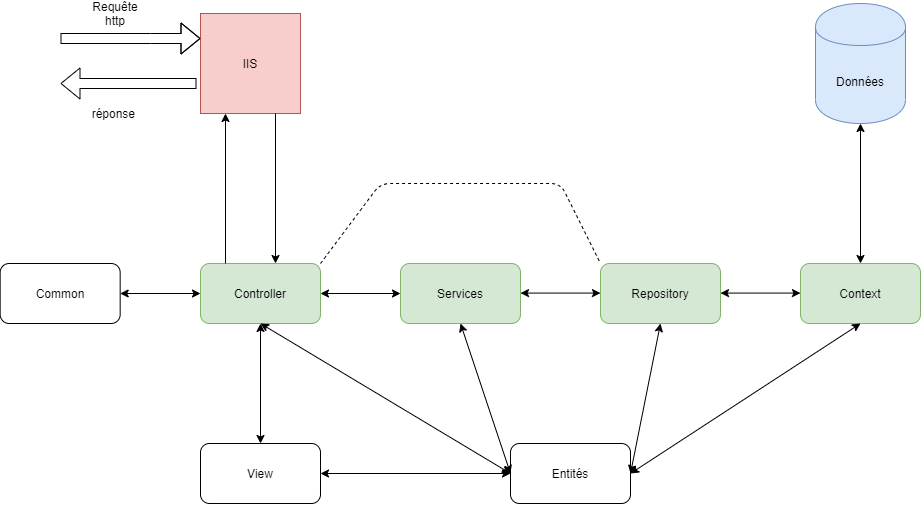 Requête
http
IIS
réponse
Données
Common
Controller
Services
Repository
Context
View
Entités